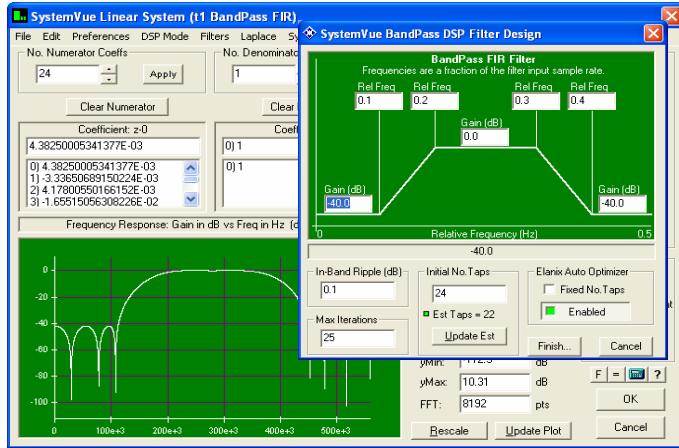 SystemVue Linear System (t1 BandPass FIR)
File Edit Preferences DSP Mode Filters Laplace
No. Numerator Coeffs
24
Apply
No. Denominato
1
Clear Numerator
Clear
Coefficient: z-0
4.38250005341377E-03
0) 4.38250005341377E-03
1) -3.33650689150224E-03
2) 4.17800550166152E-03
3) -1.65515056308226E-02
Coeff
0) 1
0) 1
Frequency Response: Gain in dB vs Freq in Hz
0
-20
-40
-60
-80
-100
0 100e+3 200e+3 300e+3 400e+3 500e+3
SystemVue BandPass DSP Filter Design
BandPass FIR Filter
Frequencies are a fraction of the filter input sample rate.
Rel Freq Rel Freq Rel Freq Rel Freq
0.1 0.2 0.3 0.4
Gain (dB)
0.0
Gain (dB) Gain (dB)
-40.0 -40.0
0 Relative Frequency (Hz) 0.5
-40.0
In-Band Ripple (dB)
0.1
Max Iterations
25
Initial No.Taps
24
Est Taps = 22
Update Est
Elanix Auto Optimizer
Fixed No.Taps
Enabled
Finish... Cancel
yMin: -112.5 dB
yMax: 10.31 dB
FFT: 8192 pts
Rescale Update Plot
F = ?
OK
Cancel